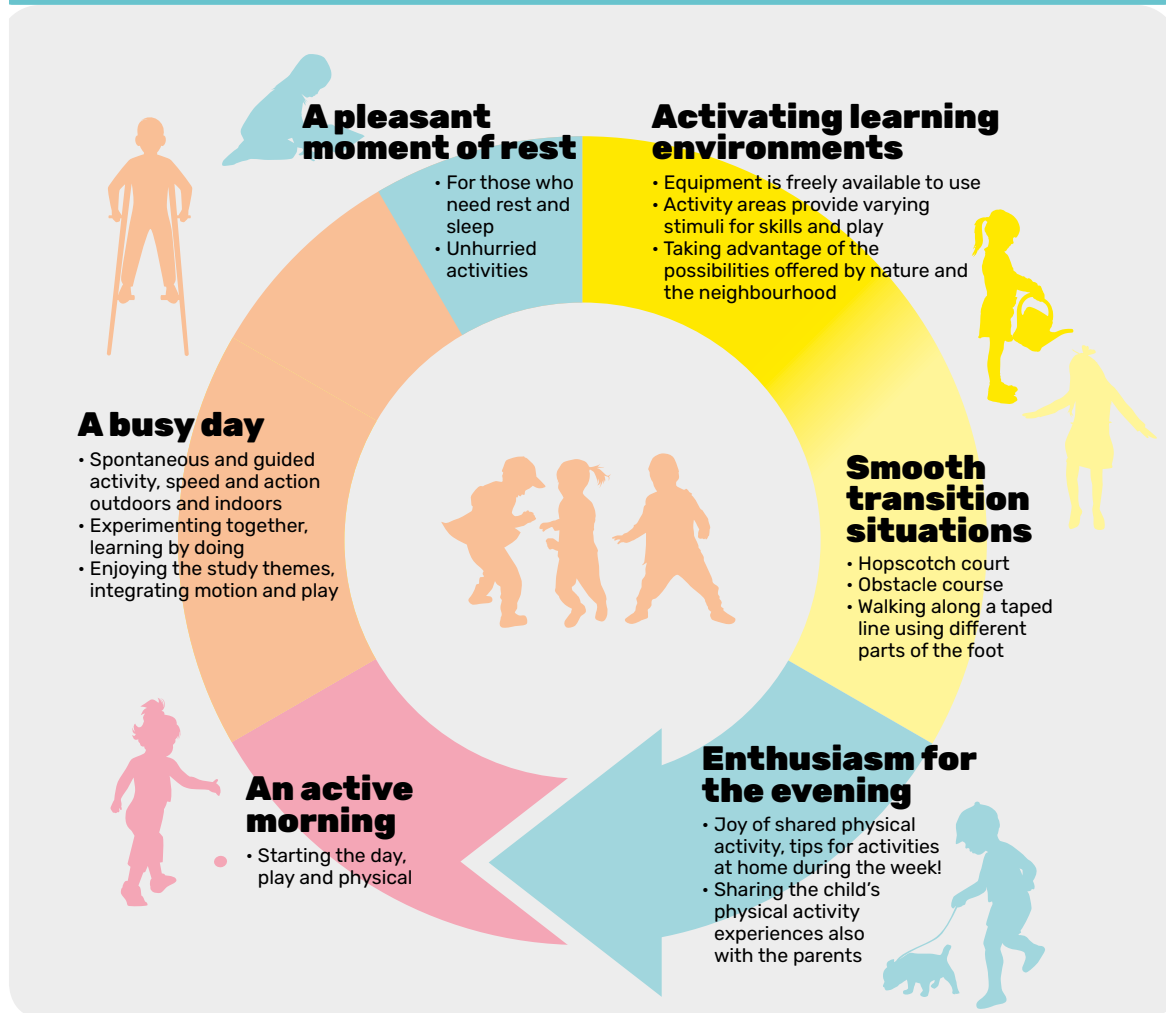 A pleasant
moment of rest
• For those who
need rest and
sleep
• Unhurried
activities
Activating learning
environments
• Equipment is freely available to use
• Activity areas provide varying
stimuli for skills and play
• Taking advantage of the
possibilities offered by nature and
the neighbourhood
A busy day
• Spontaneous and guided
activity, speed and action
outdoors and indoors
• Experimenting together,
learning by doing
• Enjoying the study themes,
integrating motion and play
Smooth
transition
situations
• Hopscotch court
• Obstacle course
• Walking along a taped
line using different
parts of the foot
An active
morning
• Starting the day,
play and physical
Enthusiasm for
the evening
• Joy of shared physical
activity, tips for activities
at home during the week!
• Sharing the child’s
physical activity
experiences also
with the parents